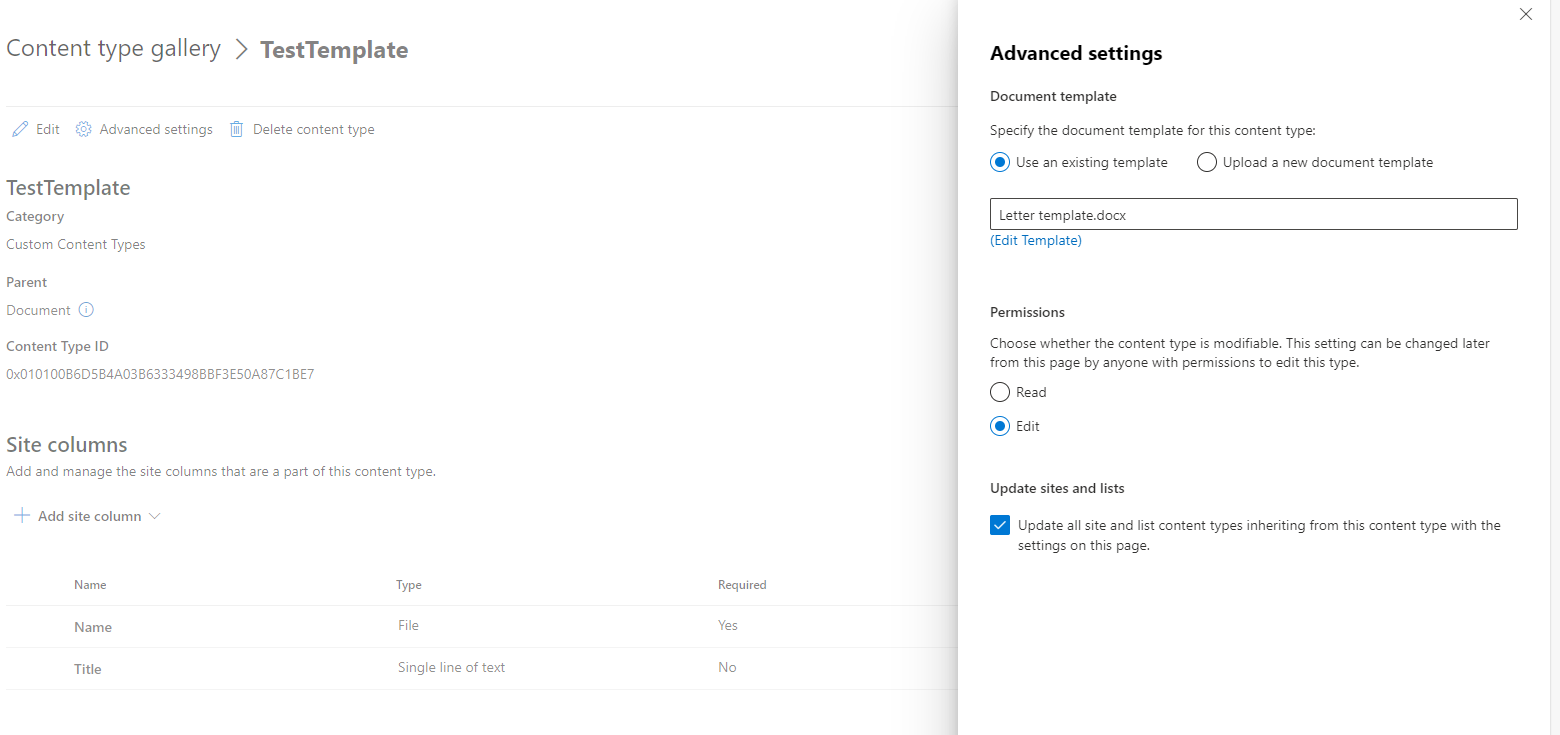 Content type gallery > TestTemplate
Edit Advanced settings Delete content type
TestTemplate
Category
Custom Content Types
Parent
Document
Content Type ID
0x010100B6D5B4A03B6333498BBF3E50A87C1BE7
Site columns
Add and manage the site columns that are a part of this content type.
Add site column
Name Type Required
Name File Yes
Title Single line of text No
Advanced settings
Document template
Specify the document template for this content type:
Use an existing template Upload a new document template
Letter template.docx
(Edit Template)
Permissions
Choose whether the content type is modifiable. This setting can be changed later
from this page by anyone with permissions to edit this type.
Read
Edit
Update sites and lists
Update all site and list content types inheriting from this content type with the
settings on this page.